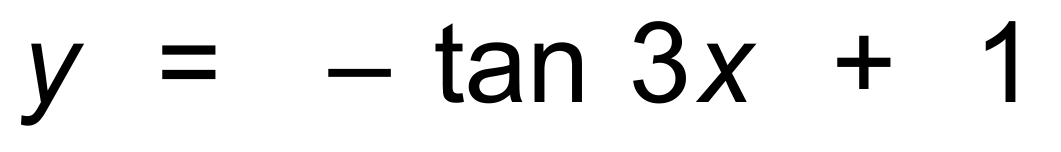 y = – tan 3x + 1